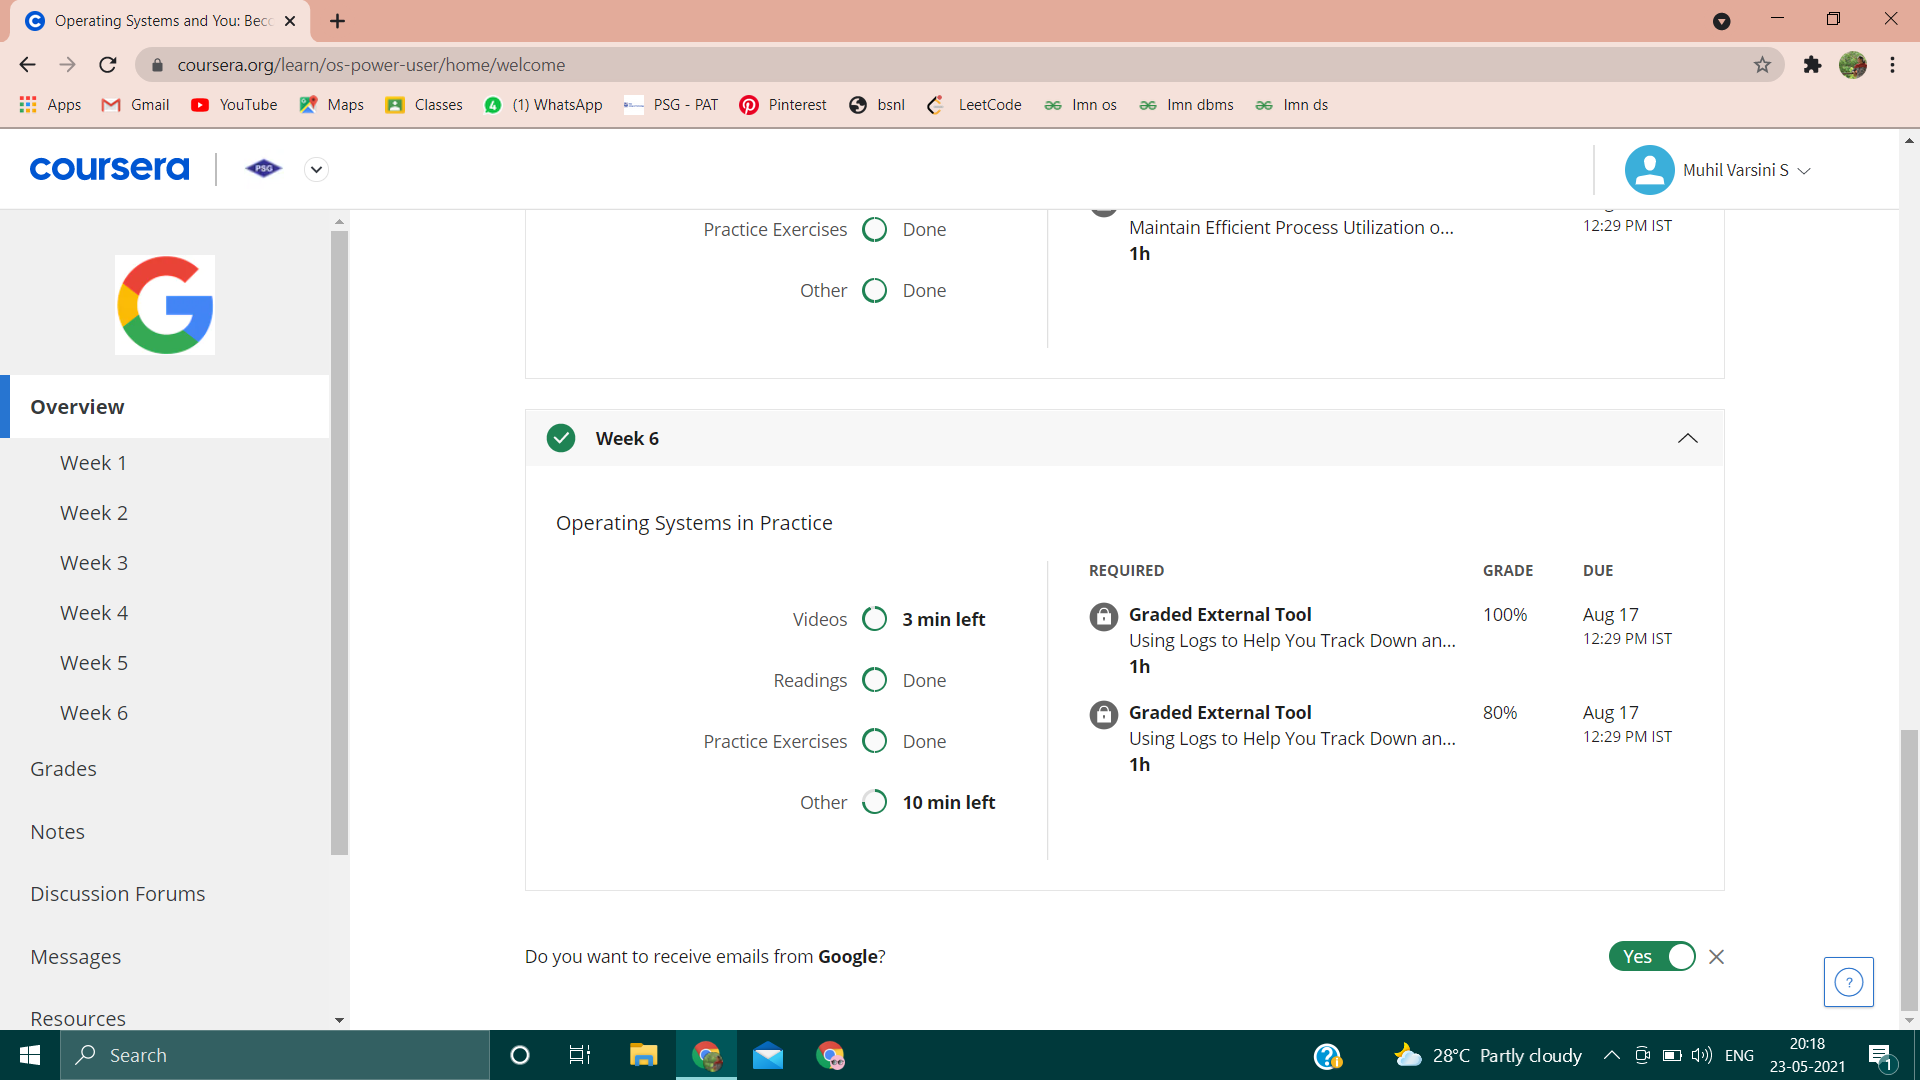 Operating Systems and You: Beco
coursera.org/learn/os-power-user/home/welcome
Apps
Gmail
YouTube
Maps
Classes
4
(1) WhatsApp
PSG - PAT
Pinterest
bsnl
LeetCode
Imn os
Imn dbms
Imn ds
coursera
PSG
Muhil Varsini S
Overview
Week 1
Week 2
Week 3
Week 4
Week 5
Week 6
Grades
Notes
Discussion Forums
Messages
Resources
Practice Exercises Done
Other Done
Maintain Efficient Process Utilization o...
1h
12:29 PM IST
Week 6
Operating Systems in Practice
Videos 3 min left
Readings Done
Practice Exercises Done
Other 10 min left
REQUIRED GRADE DUE
Graded External Tool 100% Aug 17
Using Logs to Help You Track Down an... 12:29 PM IST
1h
Graded External Tool 80% Aug 17
Using Logs to Help You Track Down an... 12:29 PM IST
1h
Do you want to receive emails from Google?
Yes
?
Search
28°C Partly cloudy
ENG
20:18
23-05-2021
1